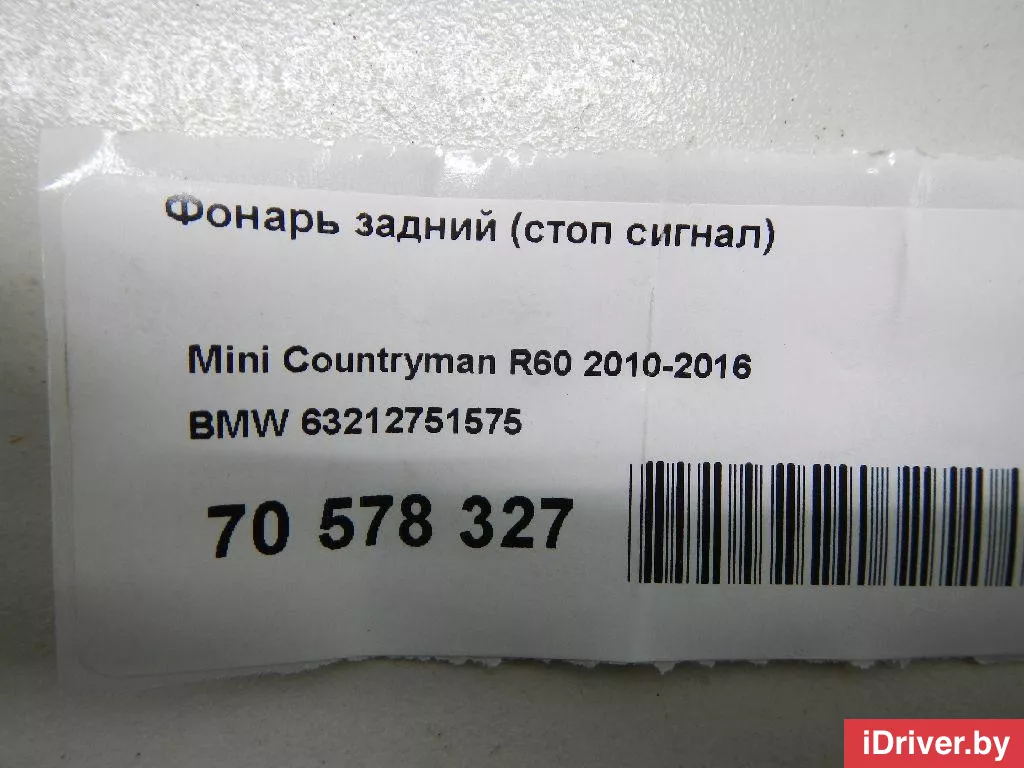 Фонарь задний (стоп сигнал)
Mini Countryman R60 2010-2016
BMW 63212751575
70 578 327
iDriver.by